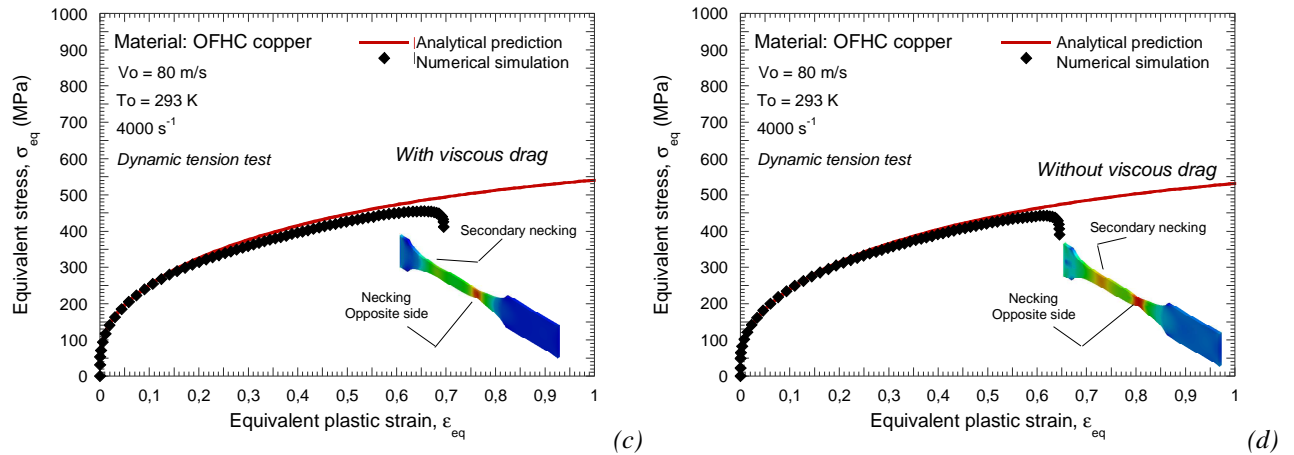 Material: OFHC copper
Vo = 80 m/s
To = 293 K
4000 s⁻¹
Dynamic tension test
Analytical prediction
Numerical simulation
With viscous drag
Secondary necking
Necking
Opposite side
Equivalent stress, σeq (MPa)
1000
900
800
700
600
500
400
300
200
100
0
0 0,1 0,2 0,3 0,4 0,5 0,6 0,7 0,8 0,9 1
Equivalent plastic strain, εeq
(c)
Material: OFHC copper
Vo = 80 m/s
To = 293 K
4000 s⁻¹
Dynamic tension test
Analytical prediction
Numerical simulation
Without viscous drag
Secondary necking
Necking
Opposite side
Equivalent stress, σeq (MPa)
1000
900
800
700
600
500
400
300
200
100
0
0 0,1 0,2 0,3 0,4 0,5 0,6 0,7 0,8 0,9 1
Equivalent plastic strain, εeq
(d)